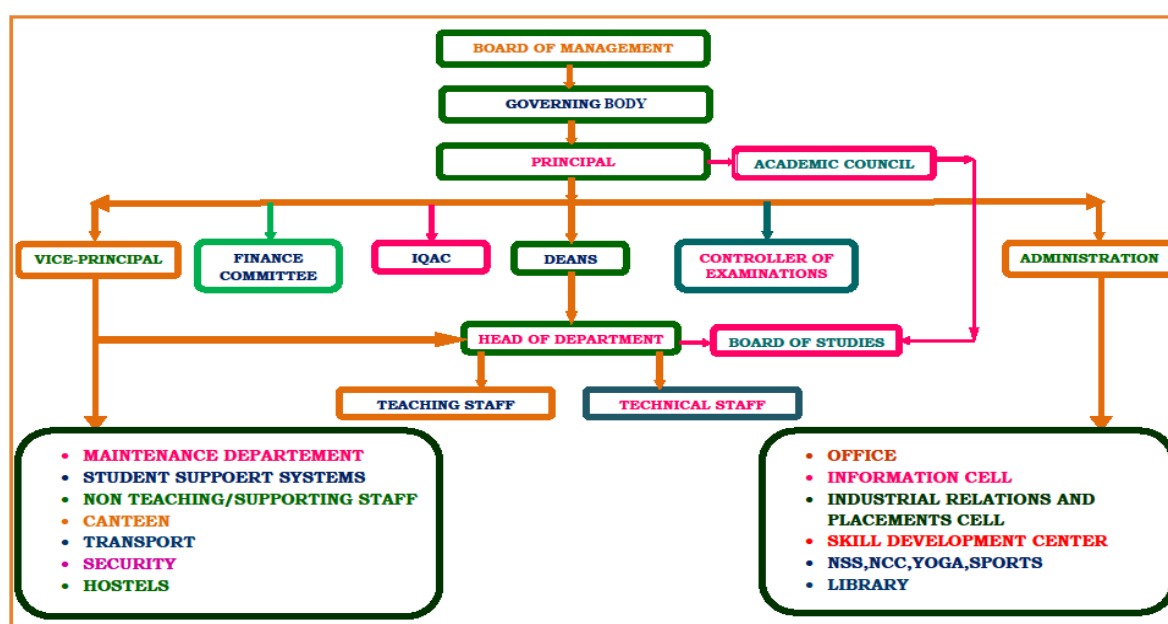 BOARD OF MANAGEMENT
GOVERNING BODY
PRINCIPAL
ACADEMIC COUNCIL
VICE-PRINCIPAL
FINANCE
COMMITTEE
IQAC
DEANS
CONTROLLER OF
EXAMINATIONS
ADMINISTRATION
HEAD OF DEPARTMENT
BOARD OF STUDIES
TEACHING STAFF
TECHNICAL STAFF
• MAINTENANCE DEPARTEMENT
• STUDENT SUPPOERT SYSTEMS
• NON TEACHING/SUPPORTING STAFF
• CANTEEN
• TRANSPORT
• SECURITY
• HOSTELS
• OFFICE
• INFORMATION CELL
• INDUSTRIAL RELATIONS AND
PLACEMENTS CELL
• SKILL DEVELOPMENT CENTER
• NSS,NCC,YOGA,SPORTS
• LIBRARY